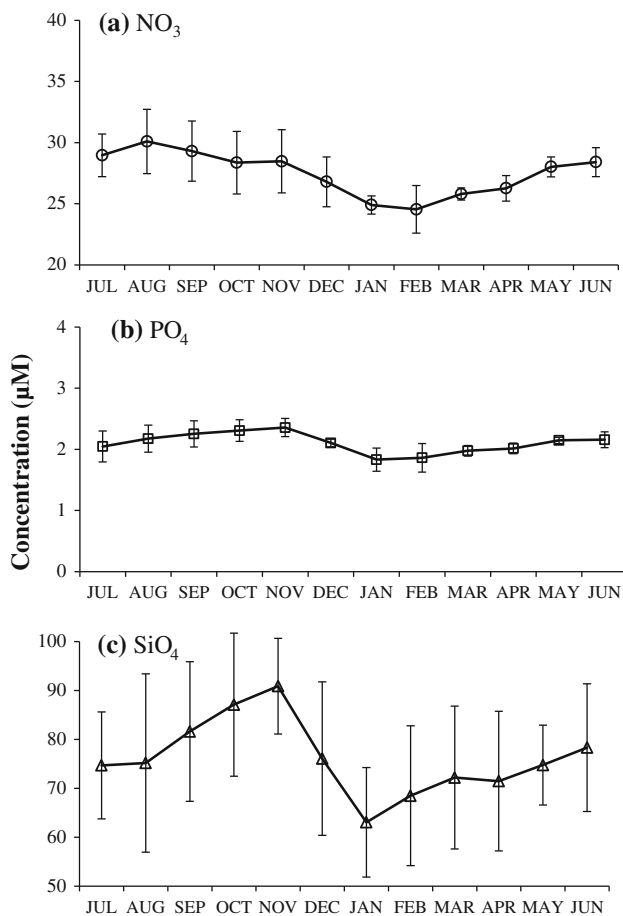 (a) NO₃
40
35
30
25
20
JUL AUG SEP OCT NOV DEC JAN FEB MAR APR MAY JUN
Concentration (µM)
(b) PO₄
4
3
2
1
0
JUL AUG SEP OCT NOV DEC JAN FEB MAR APR MAY JUN
(c) SiO₄
100
90
80
70
60
50
JUL AUG SEP OCT NOV DEC JAN FEB MAR APR MAY JUN